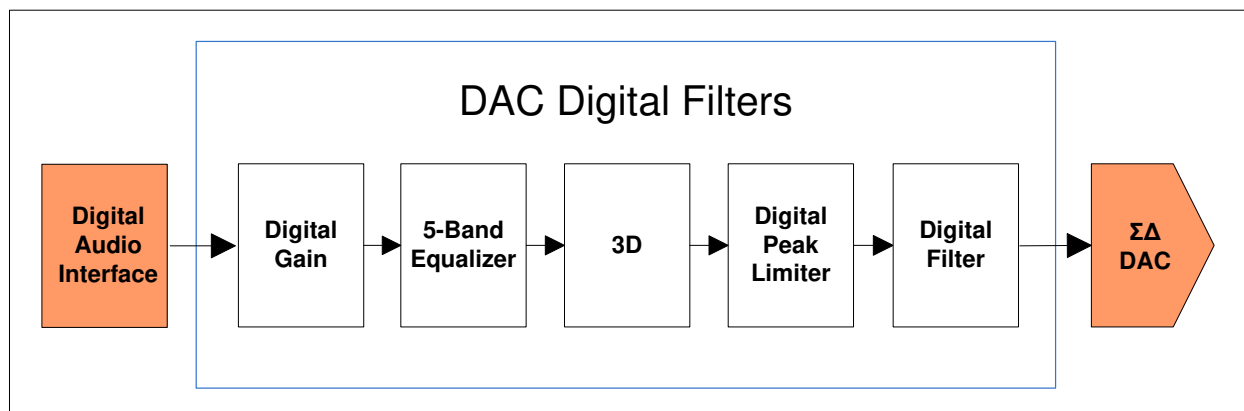 DAC Digital Filters
Digital
Audio
Interface
Digital
Gain
5-Band
Equalizer
3D
Digital
Peak
Limiter
Digital
Filter
ΣΔ
DAC